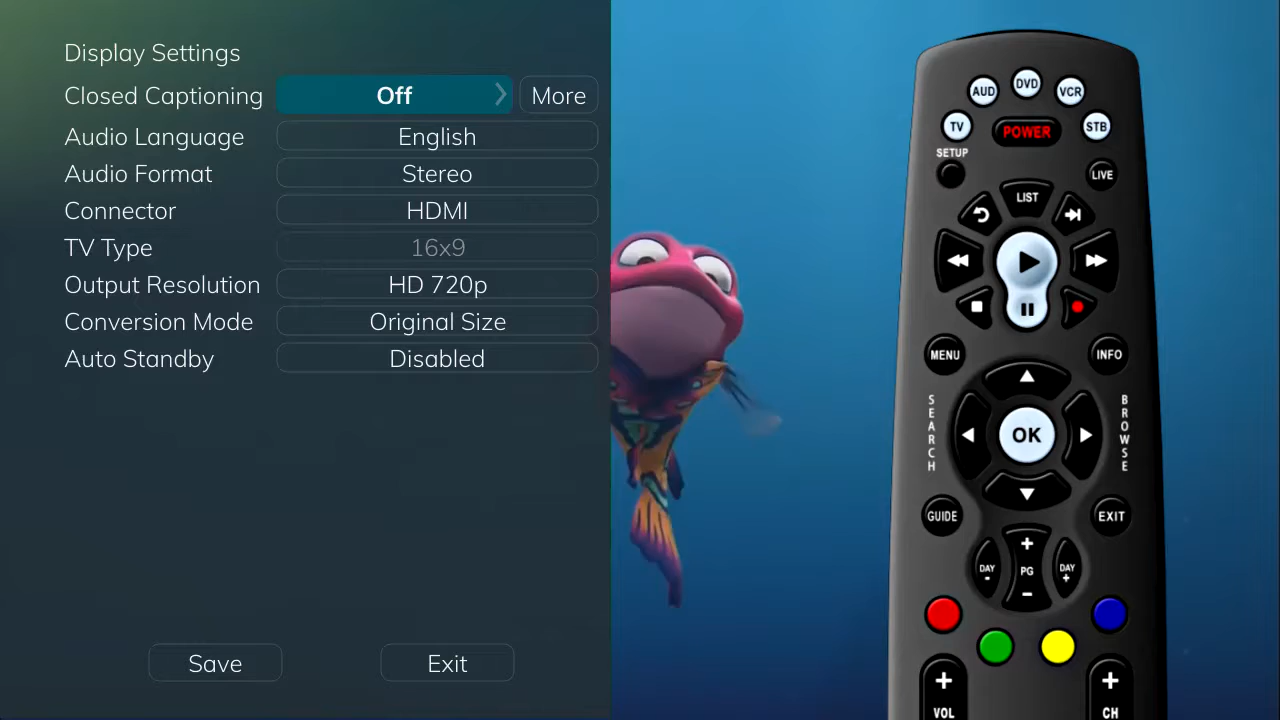 Display Settings
Closed Captioning Off More
Audio Language English
Audio Format Stereo
Connector HDMI
TV Type 16x9
Output Resolution HD 720p
Conversion Mode Original Size
Auto Standby Disabled
Save Exit
AUD DVD VCR
TV POWER STB
SETUP
LIVE
LIST
MENU INFO
SEARCH
BROWSE
OK
GUIDE EXIT
+
DAY - PG DAY +
-
+ +
VOL CH